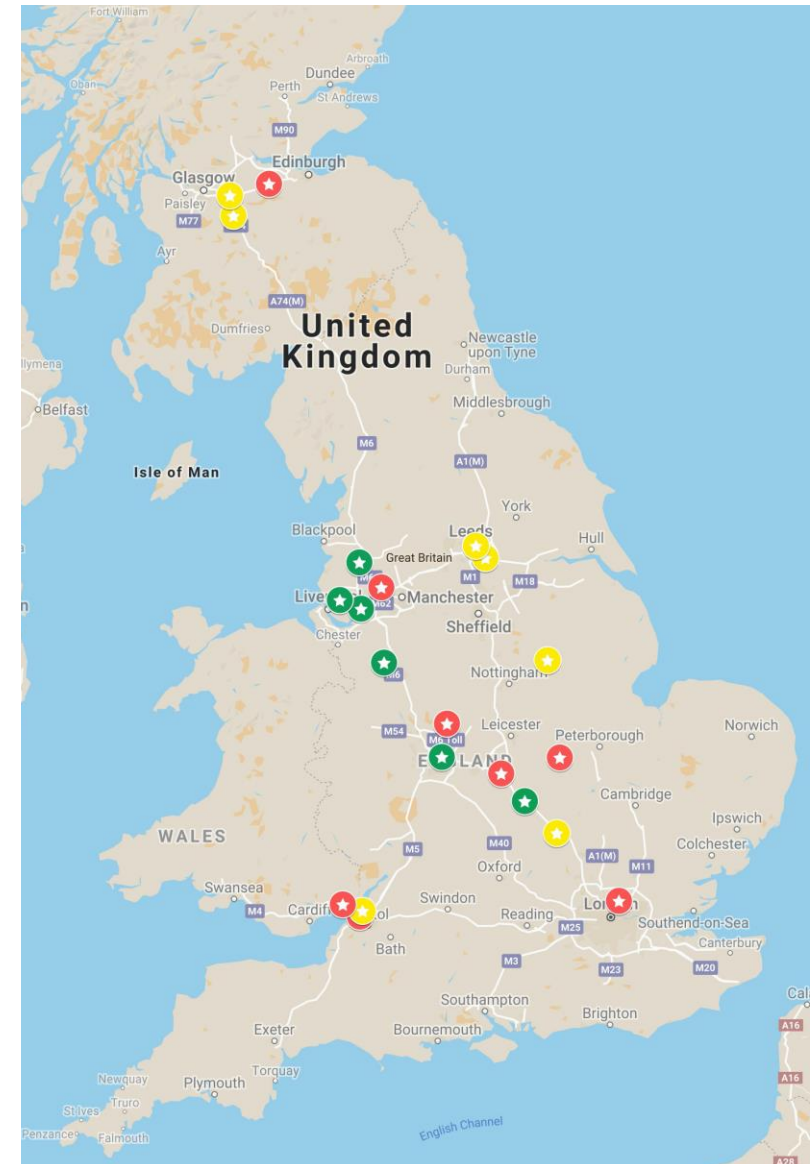 Fort William
Arbroath
Dundee
Oban
Perth
St Andrews
M90
Edinburgh
Glasgow
Paisley
M77
Ayr
A74(M)
United
Kingdom
Dumfries
Newcastle
upon Tyne
Durham
Belfast
Middlesbrough
M6
A1(M)
Isle of Man
York
Blackpool
Leeds
Hull
Great Britain
M1
M18
Manchester
Chester
Sheffield
Nottingham
M54
Leicester
Peterborough
Norwich
M6 Toll
Cambridge
WALES
Ipswich
M5
M40
Colchester
A1(M)
M11
Oxford
Swansea
Swindon
M4
Reading
Southend-on-Sea
M25
Bath
Canterbury
M3
M23
M20
Southampton
Brighton
A16
Exeter
Bournemouth
Torquay
Newquay
Plymouth
A16
Truro
St Ives
Penzance
Falmouth
English Channel
A28